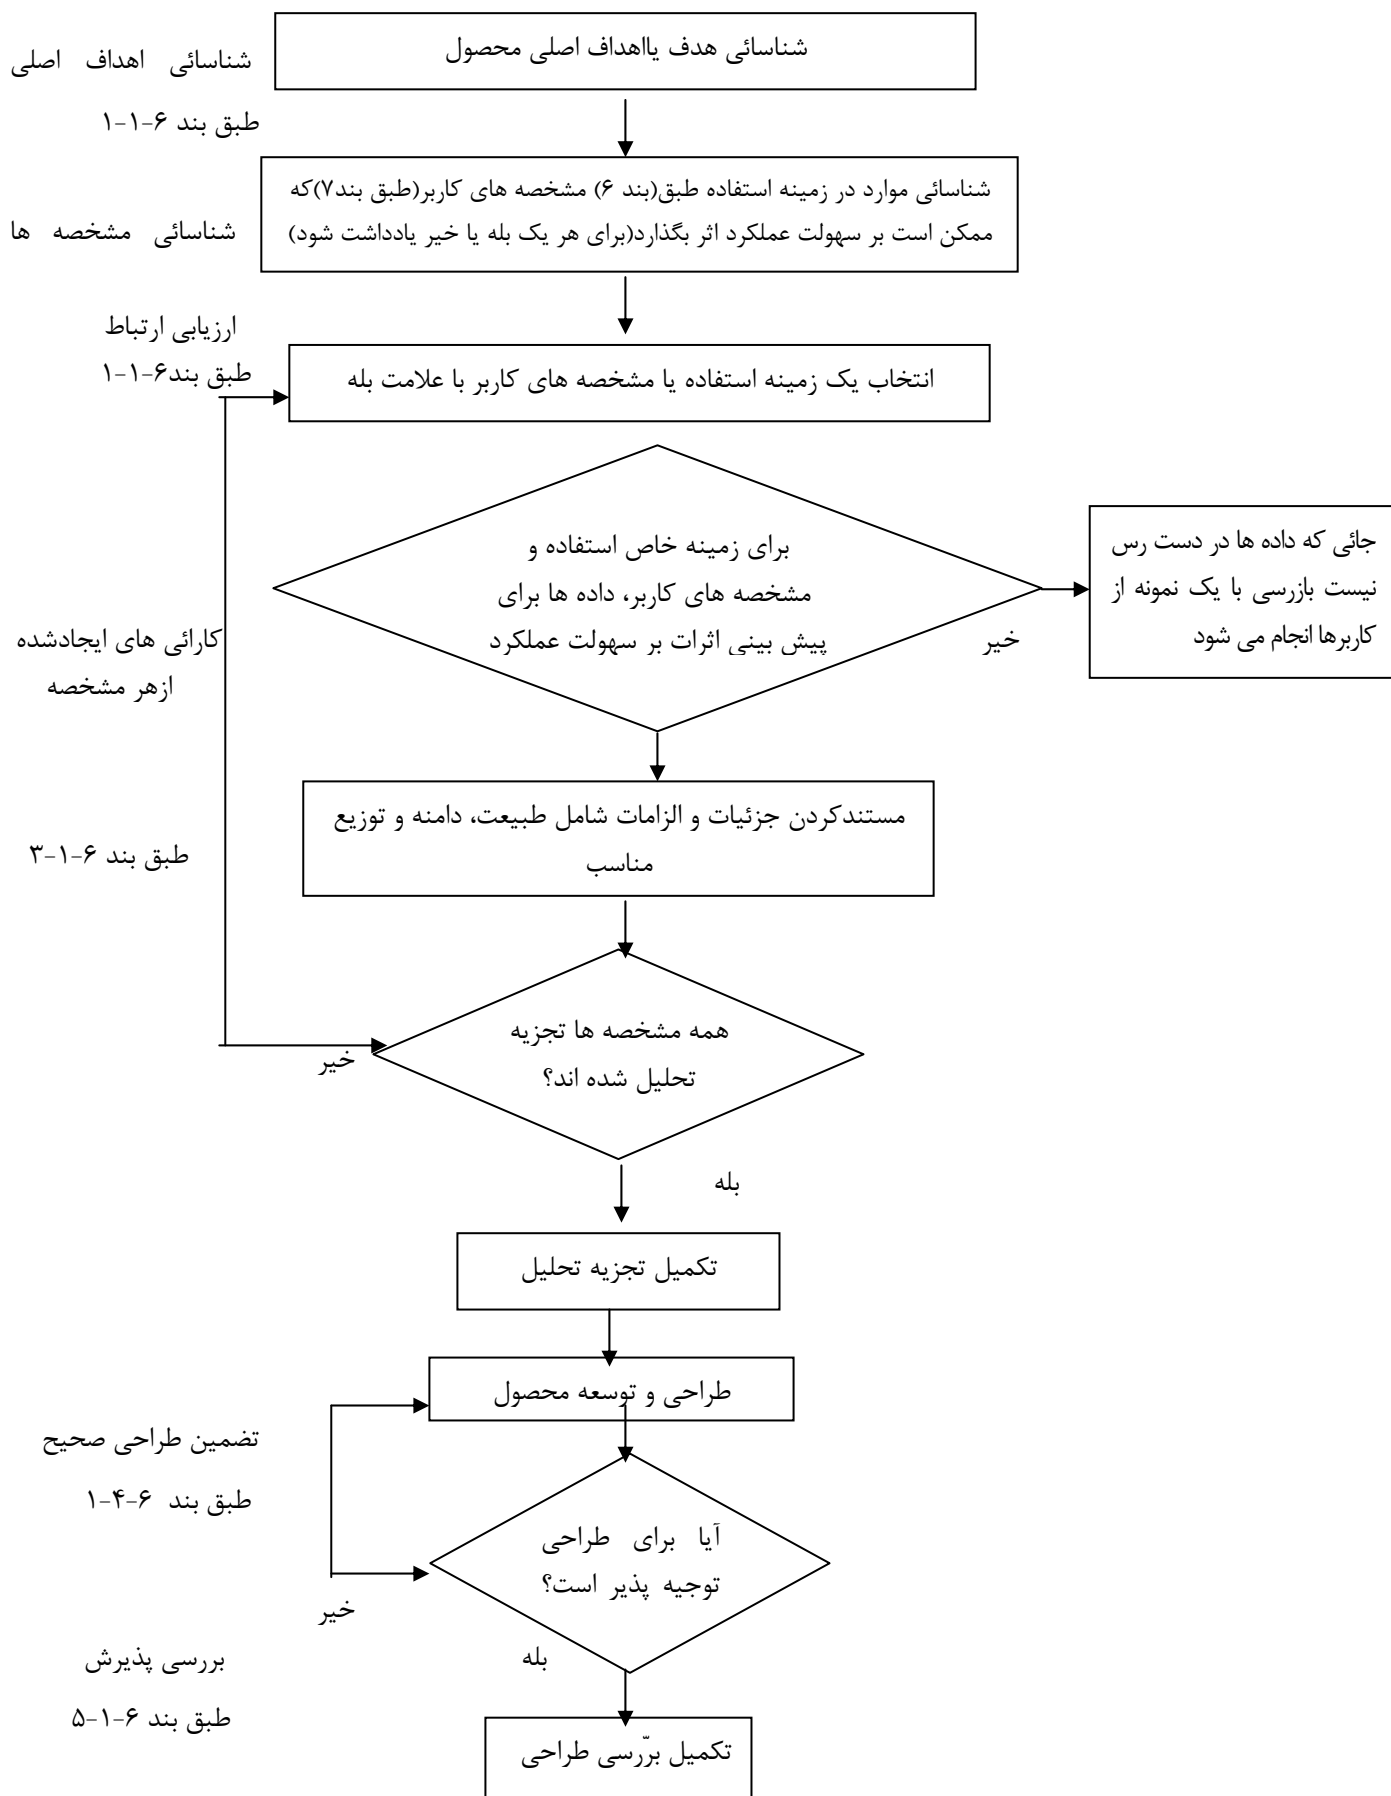 شناسائی هدف یااهداف اصلی محصول
شناسائی اهداف اصلی
طبق بند ۶-۱-۱
شناسائی موارد در زمینه استفاده طبق(بند ۶) مشخصه های کاربر(طبق بند۷)که
ممکن است بر سهولت عملکرد اثر بگذارد(برای هر یک بله یا خیر یادداشت شود)
شناسائی مشخصه ها
ارزیابی ارتباط
طبق بند۶-۱-۱
انتخاب یک زمینه استفاده یا مشخصه های کاربر با علامت بله
برای زمینه خاص استفاده و
مشخصه های کاربر، داده ها برای
پیش بینی اثرات بر سهولت عملکرد
خیر
جائی که داده ها در دست رس
نیست بازرسی با یک نمونه از
کاربرها انجام می شود
کارائی های ایجادشده
ازهر مشخصه
مستندکردن جزئیات و الزامات شامل طبیعت، دامنه و توزیع
مناسب
طبق بند ۶-۱-۳
همه مشخصه ها تجزیه
تحلیل شده اند؟
خیر
بله
تکمیل تجزیه تحلیل
طراحی و توسعه محصول
تضمین طراحی صحیح
طبق بند ۶-۴-۱
آیا برای طراحی
توجیه پذیر است؟
خیر
بله
بررسی پذیرش
طبق بند ۶-۱-۵
تکمیل برّرسی طراحی